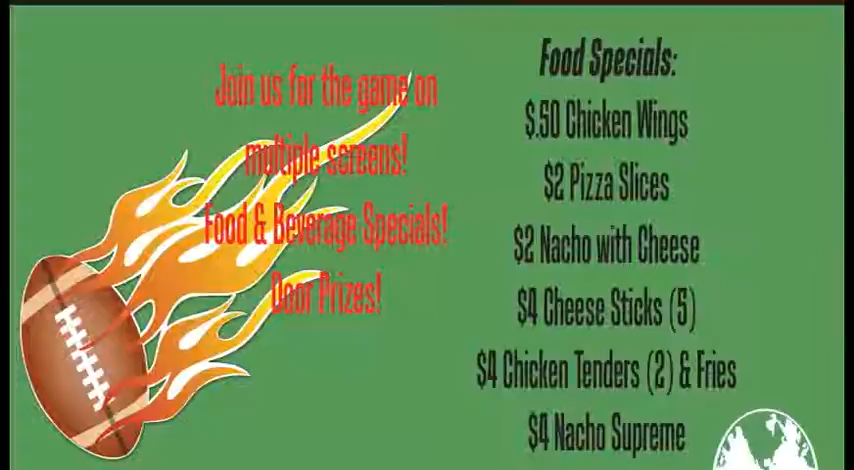 Join us for the game on
multiple screens!
Food & Beverage Specials!
Door Prizes!
Food Specials:
$.50 Chicken Wings
$2 Pizza Slices
$2 Nacho with Cheese
$4 Cheese Sticks (5)
$4 Chicken Tenders (2) & Fries
$4 Nacho Supreme